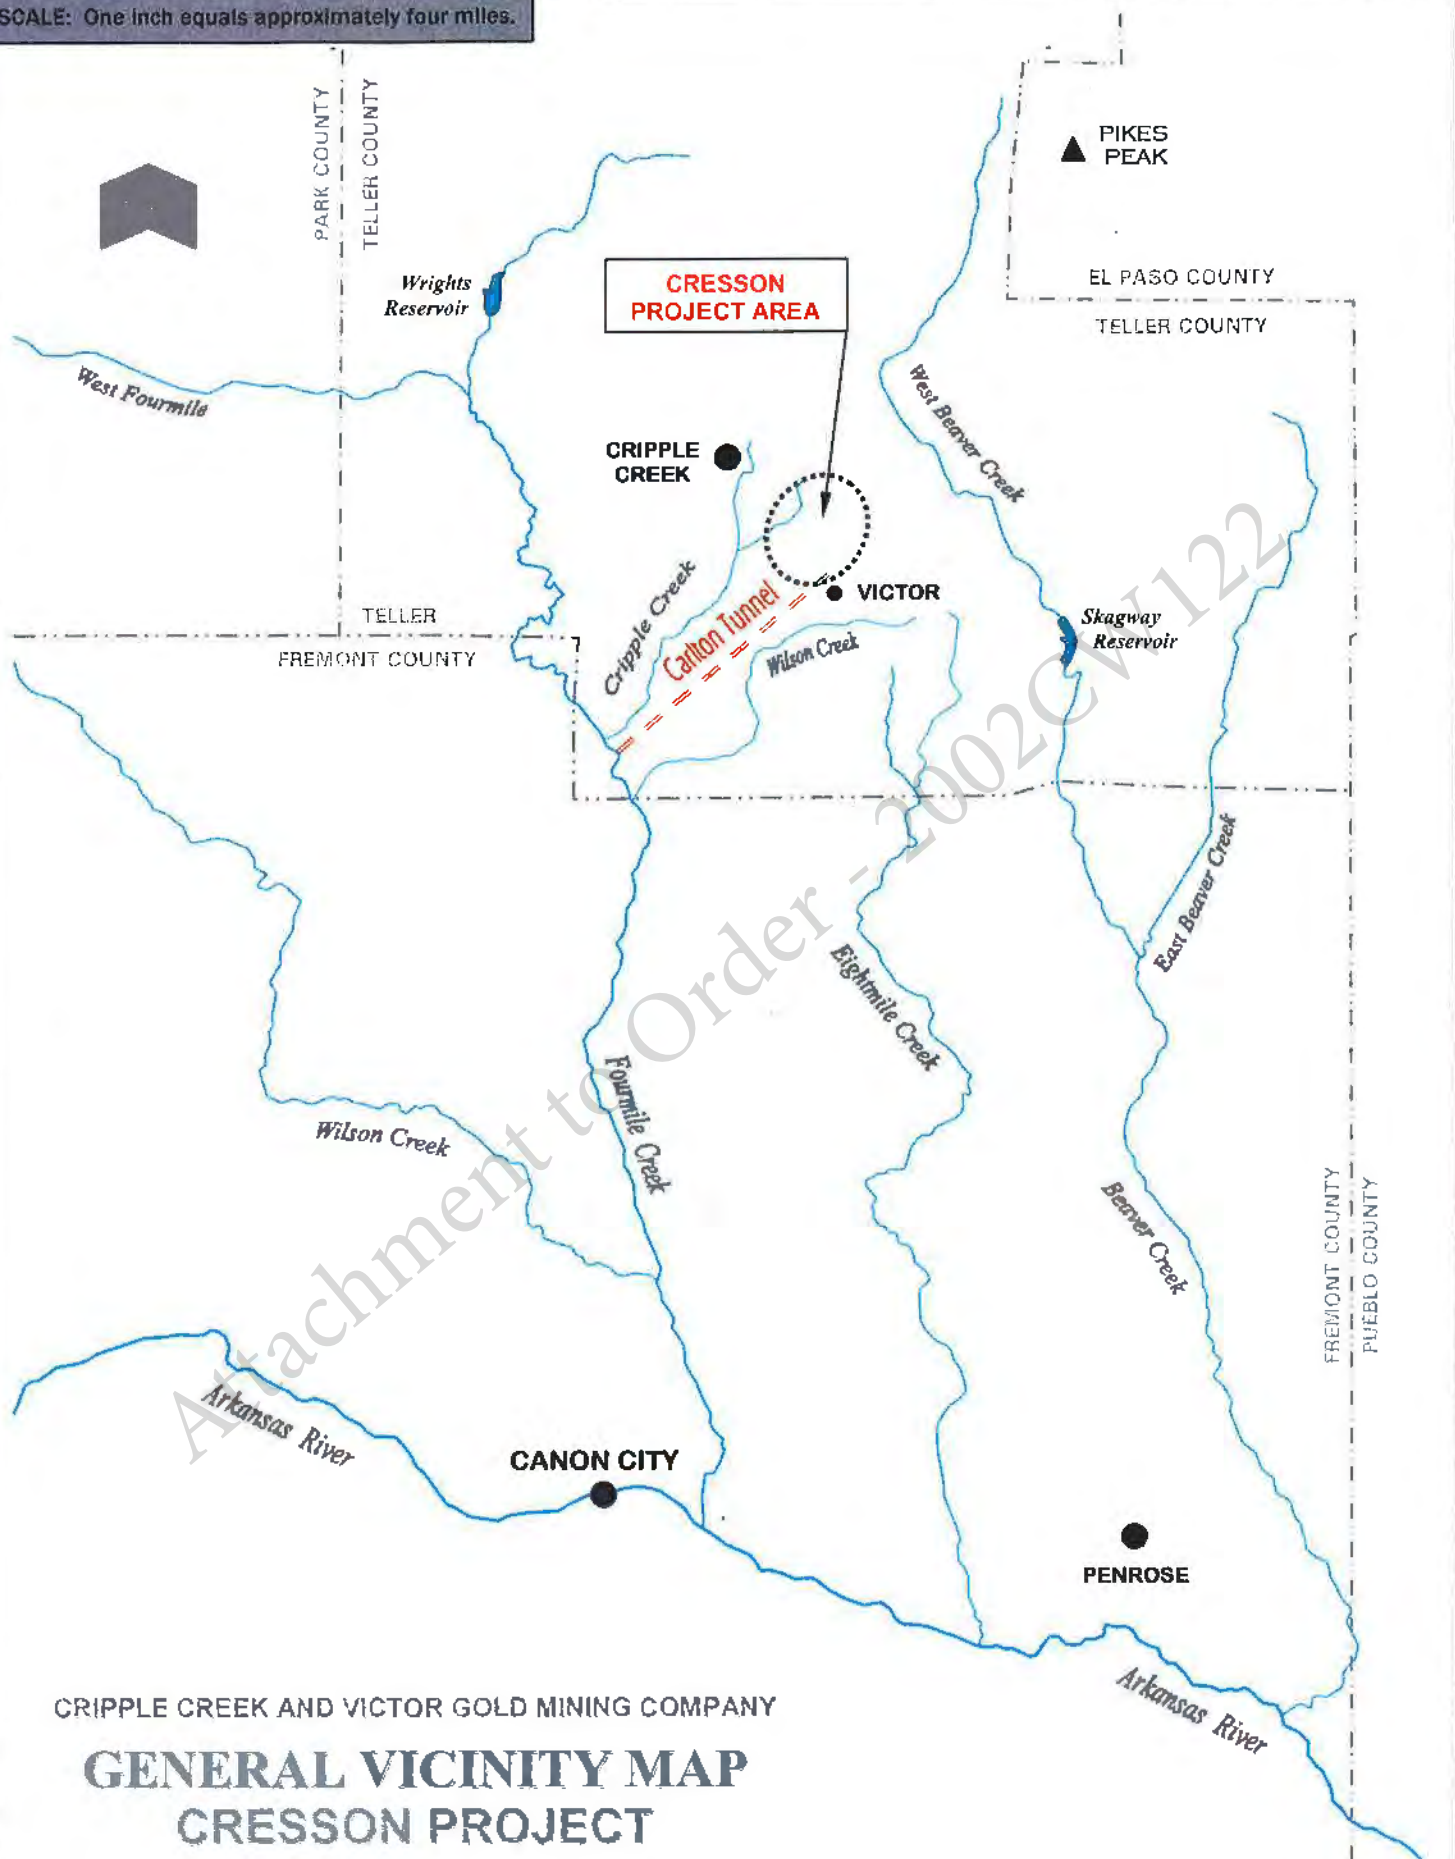 SCALE: One inch equals approximately four miles.
PARK COUNTY
TELLER COUNTY
PIKES
PEAK
EL PASO COUNTY
TELLER COUNTY
Wrights
Reservoir
CRESSON
PROJECT AREA
West Fourmile
West Beaver Creek
CRIPPLE
CREEK
VICTOR
Cripple Creek
Carlton Tunnel
Wilson Creek
Skagway
Reservoir
TELLER
FREMONT COUNTY
East Beaver Creek
Eightmile Creek
Fourmile Creek
Wilson Creek
Beaver Creek
FREMONT COUNTY
PUEBLO COUNTY
Arkansas River
CANON CITY
PENROSE
Arkansas River
Attachment to Order - 2002CW122
CRIPPLE CREEK AND VICTOR GOLD MINING COMPANY
GENERAL VICINITY MAP
CRESSON PROJECT